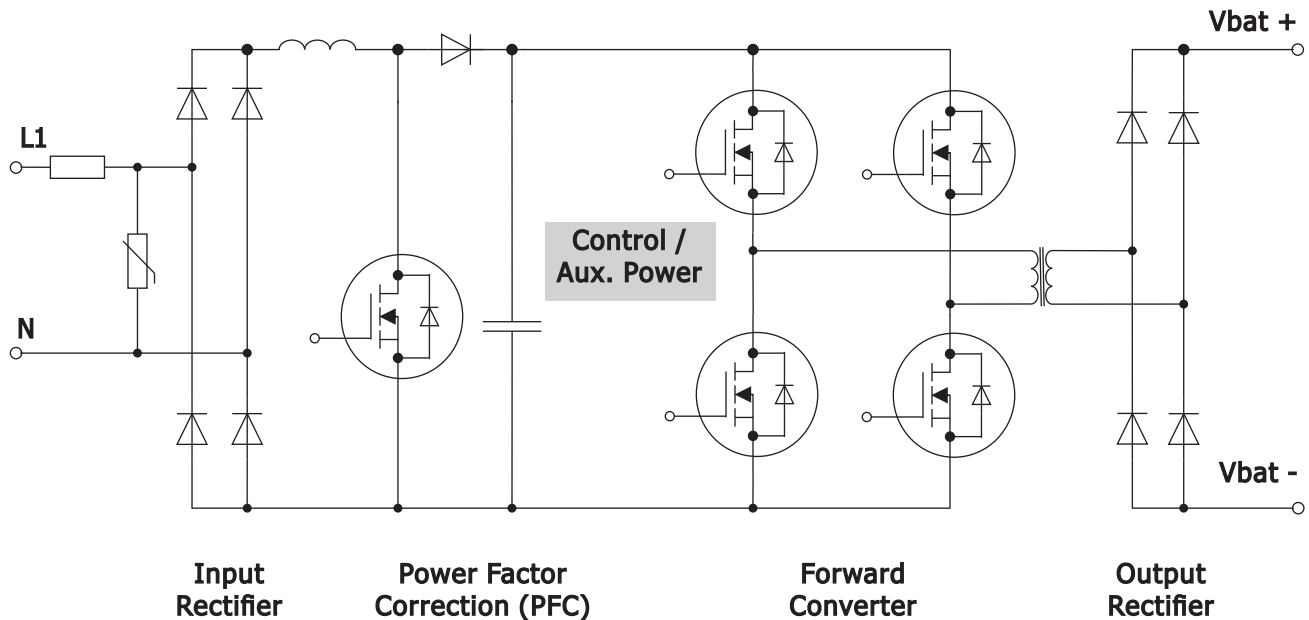 Vbat +
L1
Control /
Aux. Power
N
Vbat -
Input
Rectifier
Power Factor
Correction (PFC)
Forward
Converter
Output
Rectifier